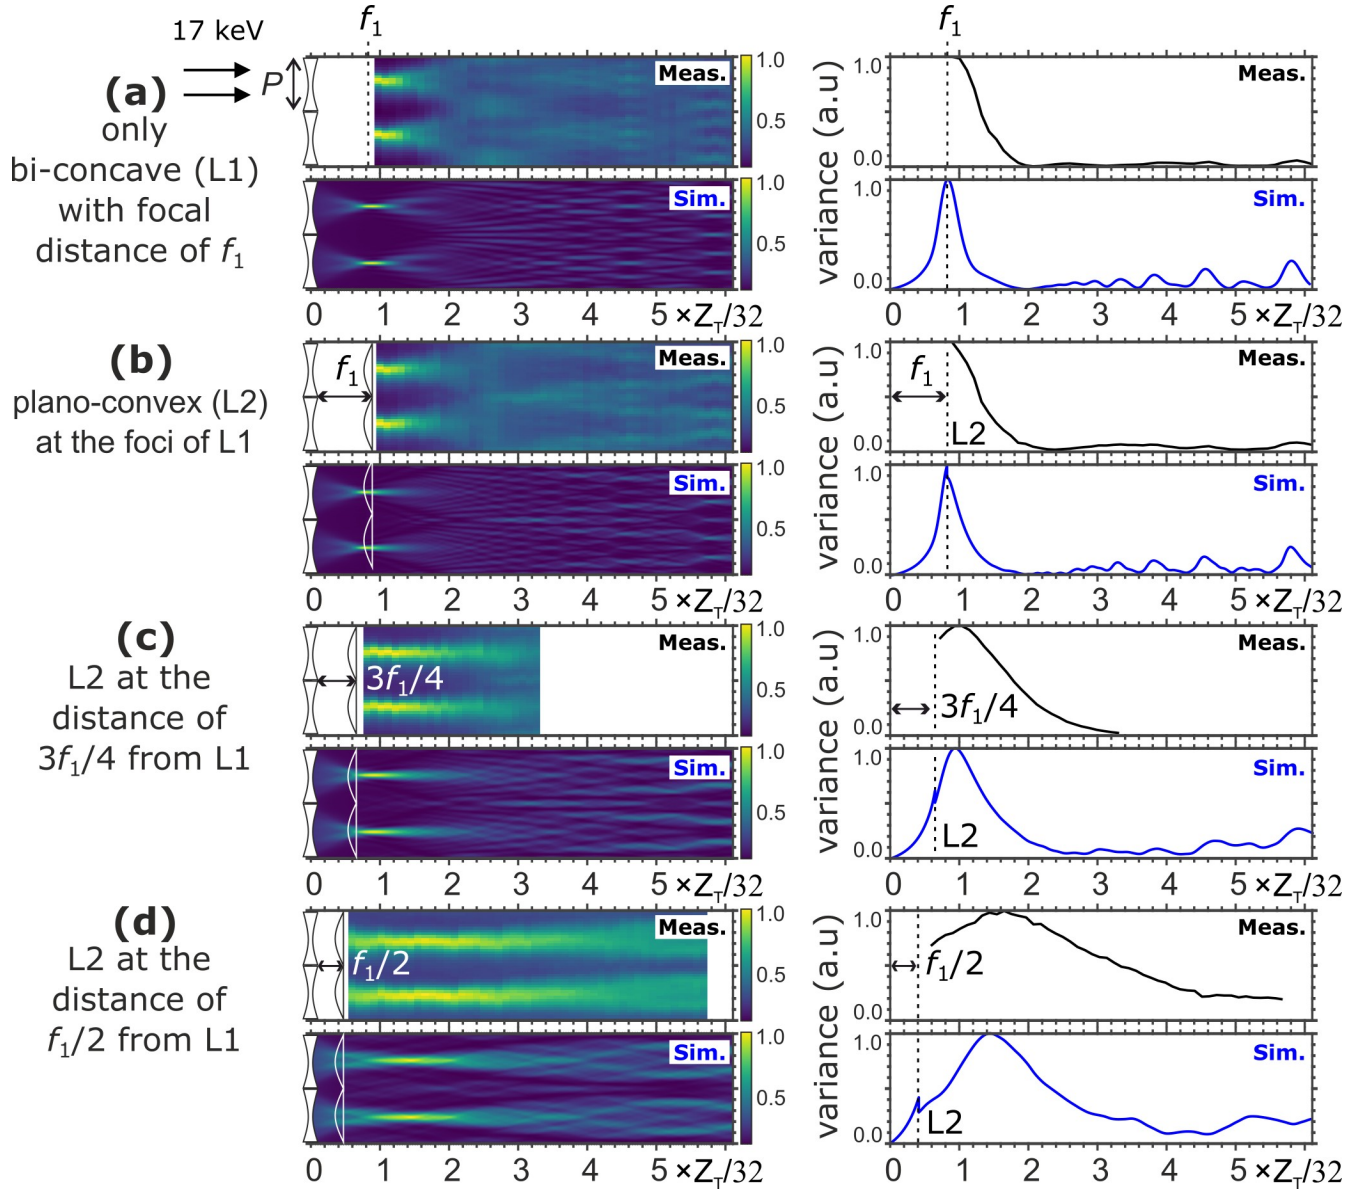 f₁
f₁
17 keV
P
(a)
only
bi-concave (L1)
with focal
distance of f₁
Meas.
1.0
0.5
Sim.
1.0
0.5
0 1 2 3 4 5 ×Z_T/32
variance (a.u)
Meas.
0.0
1.0
Sim.
0.0
0 1 2 3 4 5 ×Z_T/32
(b)
plano-convex (L2)
at the foci of L1
f₁
Meas.
1.0
0.5
Sim.
1.0
0.5
0 1 2 3 4 5 ×Z_T/32
variance (a.u)
1.0
f₁
L2
Meas.
0.0
1.0
Sim.
0.0
0 1 2 3 4 5 ×Z_T/32
(c)
L2 at the
distance of
3f₁/4 from L1
3f₁/4
Meas.
1.0
0.5
Sim.
1.0
0.5
0 1 2 3 4 5 ×Z_T/32
variance (a.u)
1.0
3f₁/4
Meas.
0.0
1.0
L2
Sim.
0.0
0 1 2 3 4 5 ×Z_T/32
(d)
L2 at the
distance of
f₁/2 from L1
f₁/2
Meas.
1.0
0.5
Sim.
1.0
0.5
0 1 2 3 4 5 ×Z_T/32
variance (a.u)
1.0
f₁/2
Meas.
0.0
1.0
L2
Sim.
0.0
0 1 2 3 4 5 ×Z_T/32